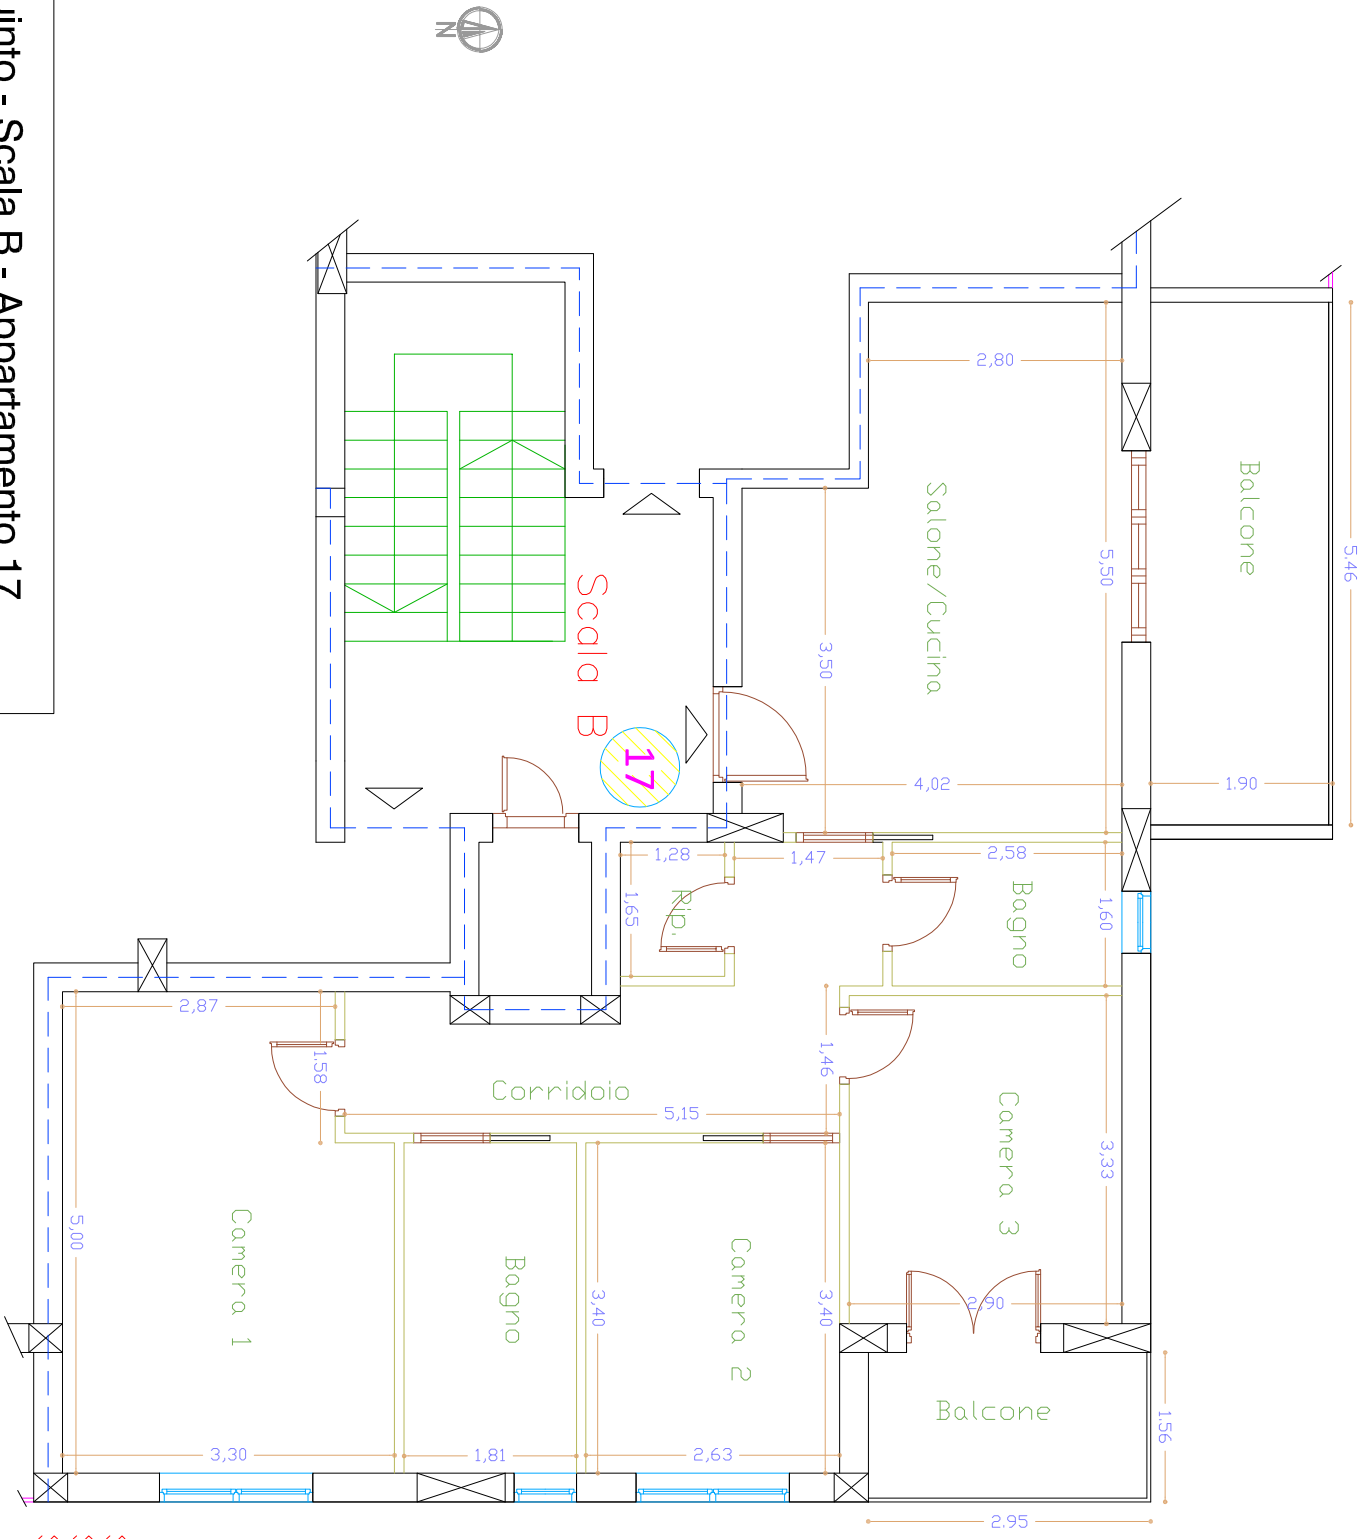 N
into - Scala B - Appartamento 17
Balcone
5.46
2,80
Salone/Cucina
5,50
3,50
Scala B
17
4,02
1.90
1,28
1,47
2,58
Rip.
1,65
Bagno
1,60
2,87
1.58
1,46
Corridoio
5,15
Camera 3
3,33
5,00
Camera 1
Bagno
3,40
Camera 2
3,40
2,90
Balcone
1.56
3,30
1,81
2,63
2.95